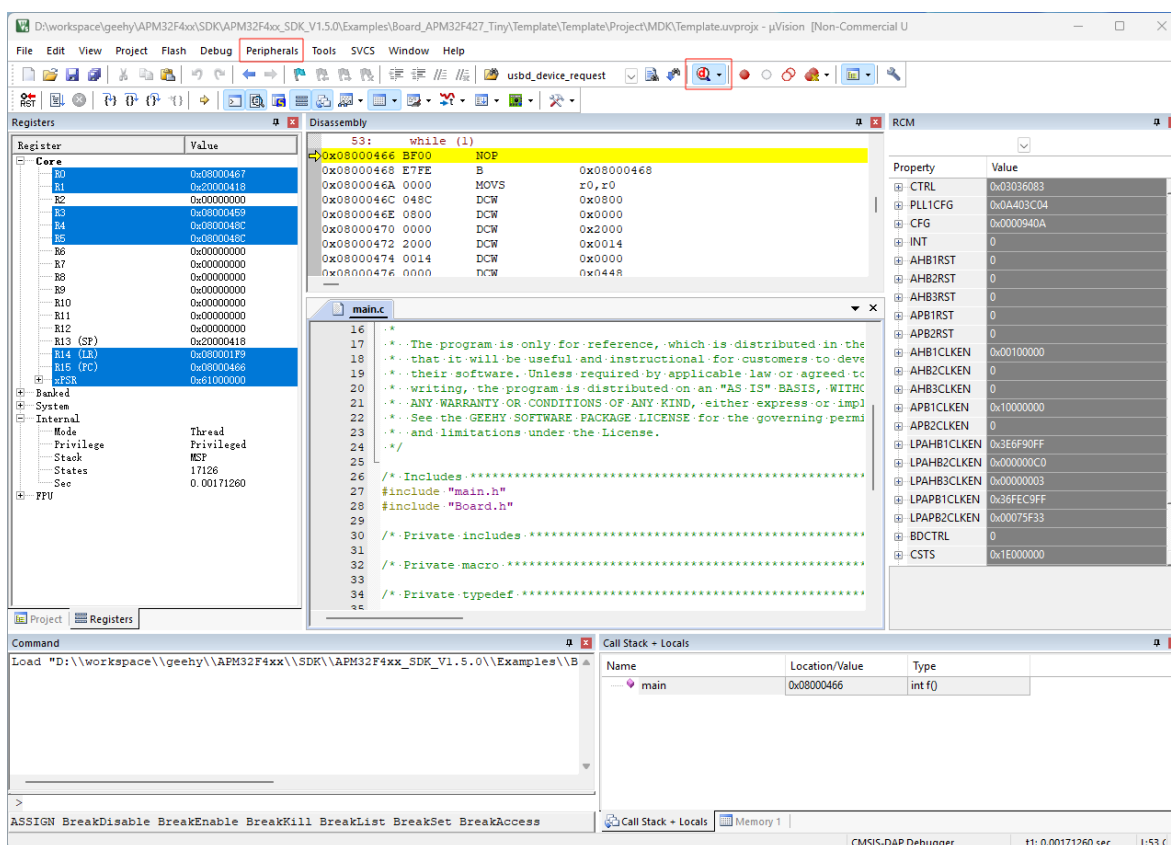 D:\workspace\geehy\APM32F4xx\SDK\APM32F4xx_SDK_V1.5.0\Examples\Board_APM32F427_Tiny\Template\Template\Project\MDK\Template.uvprojx - µVision [Non-Commercial U
File Edit View Project Flash Debug Peripherals Tools SVCS Window Help
usbd_device_request
RST
Registers
Register Value
Core
R0 0x08000467
R1 0x20000418
R2 0x00000000
R3 0x08000459
R4 0x0800048C
R5 0x0800048C
R6 0x00000000
R7 0x00000000
R8 0x00000000
R9 0x00000000
R10 0x00000000
R11 0x00000000
R12 0x00000000
R13 (SP) 0x20000418
R14 (LR) 0x080001F9
R15 (PC) 0x08000466
xPSR 0x61000000
Banked
System
Internal
Mode Thread
Privilege Privileged
Stack MSP
States 17126
Sec 0.00171260
FPU
Project Registers
Disassembly
53: while (1)
0x08000466 BF00 NOP
0x08000468 E7FE B 0x08000468
0x0800046A 0000 MOVS r0,r0
0x0800046C 048C DCW 0x0800
0x0800046E 0800 DCW 0x0000
0x08000470 0000 DCW 0x2000
0x08000472 2000 DCW 0x0014
0x08000474 0014 DCW 0x0000
0x08000476 0000 DCW 0x0448
main.c
16 *
17 * The program is only for reference, which is distributed in the
18 * that it will be useful and instructional for customers to deve
19 * their software. Unless required by applicable law or agreed to
20 * writing, the program is distributed on an "AS IS" BASIS, WITHO
21 * ANY WARRANTY OR CONDITIONS OF ANY KIND, either express or impl
22 * See the GEEHY SOFTWARE PACKAGE LICENSE for the governing permi
23 * and limitations under the License.
24 */
25
26 /* Includes ***********************************************************
27 #include "main.h"
28 #include "Board.h"
29
30 /* Private includes ***************************************************
31
32 /* Private macro ******************************************************
33
34 /* Private typedef ****************************************************
35
RCM
Property Value
CTRL 0x03036083
PLL1CFG 0x0A403C04
CFG 0x0000940A
INT 0
AHB1RST 0
AHB2RST 0
AHB3RST 0
APB1RST 0
APB2RST 0
AHB1CLKEN 0x00100000
AHB2CLKEN 0
AHB3CLKEN 0
APB1CLKEN 0x10000000
APB2CLKEN 0
LPAHB1CLKEN 0x3E6F90FF
LPAHB2CLKEN 0x000000C0
LPAHB3CLKEN 0x00000003
LPAPB1CLKEN 0x36FEC9FF
LPAPB2CLKEN 0x00075F33
BDCTRL 0
CSTS 0x1E000000
Command
Load "D:\\workspace\\geehy\\APM32F4xx\\SDK\\APM32F4xx_SDK_V1.5.0\\Examples\\B
>
ASSIGN BreakDisable BreakEnable BreakKill BreakList BreakSet BreakAccess
Call Stack + Locals
Name Location/Value Type
main 0x08000466 int f()
Call Stack + Locals Memory 1
CMSIS-DAP Debugger t1: 0.00171260 sec L:53 (